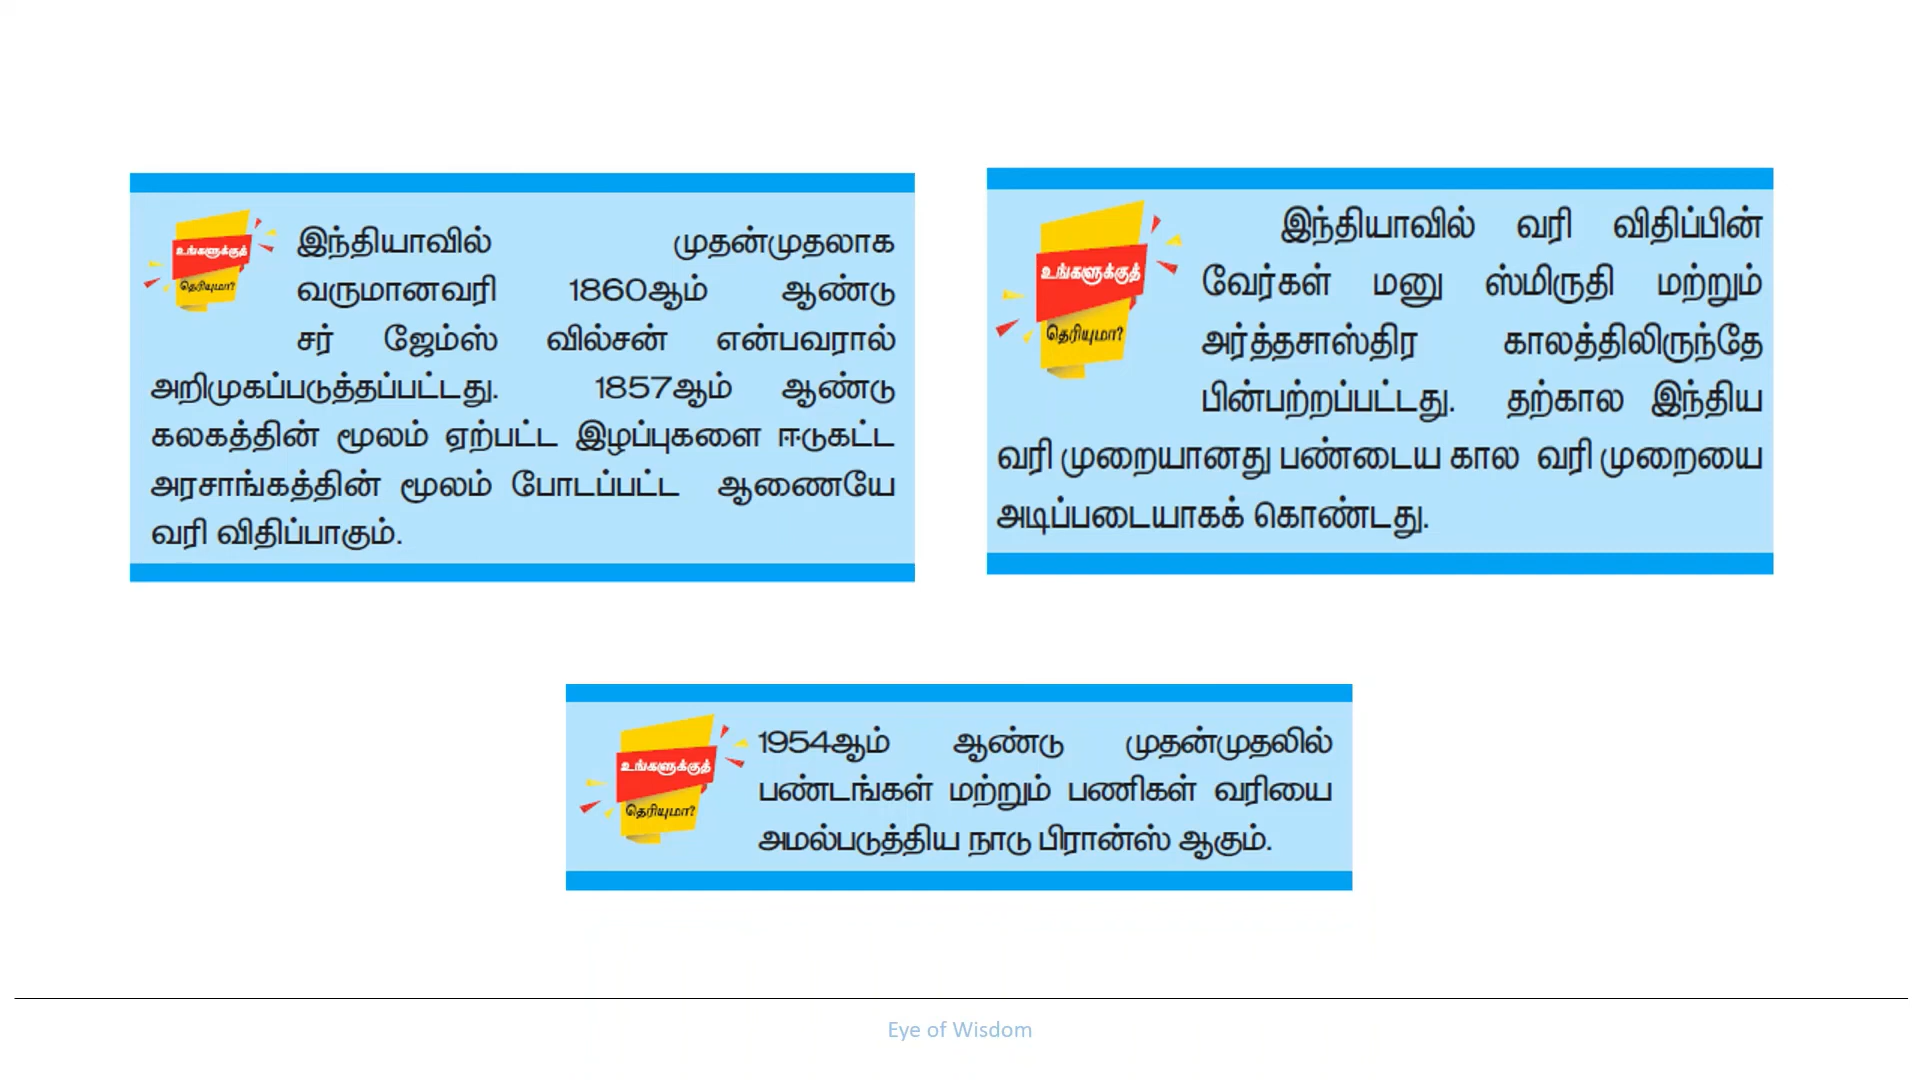 உங்களுக்குத்
தெரியுமா?
இந்தியாவில் முதன்முதலாக
வருமானவரி 1860ஆம் ஆண்டு
சர் ஜேம்ஸ் வில்சன் என்பவரால்
அறிமுகப்படுத்தப்பட்டது. 1857ஆம் ஆண்டு
கலகத்தின் மூலம் ஏற்பட்ட இழப்புகளை ஈடுகட்ட
அரசாங்கத்தின் மூலம் போடப்பட்ட ஆணையே
வரி விதிப்பாகும்.
உங்களுக்குத்
தெரியுமா?
இந்தியாவில் வரி விதிப்பின்
வேர்கள் மனு ஸ்மிருதி மற்றும்
அர்த்தசாஸ்திர காலத்திலிருந்தே
பின்பற்றப்பட்டது. தற்கால இந்திய
வரி முறையானது பண்டைய கால வரி முறையை
அடிப்படையாகக் கொண்டது.
உங்களுக்குத்
தெரியுமா?
1954ஆம் ஆண்டு முதன்முதலில்
பண்டங்கள் மற்றும் பணிகள் வரியை
அமல்படுத்திய நாடு பிரான்ஸ் ஆகும்.
Eye of Wisdom